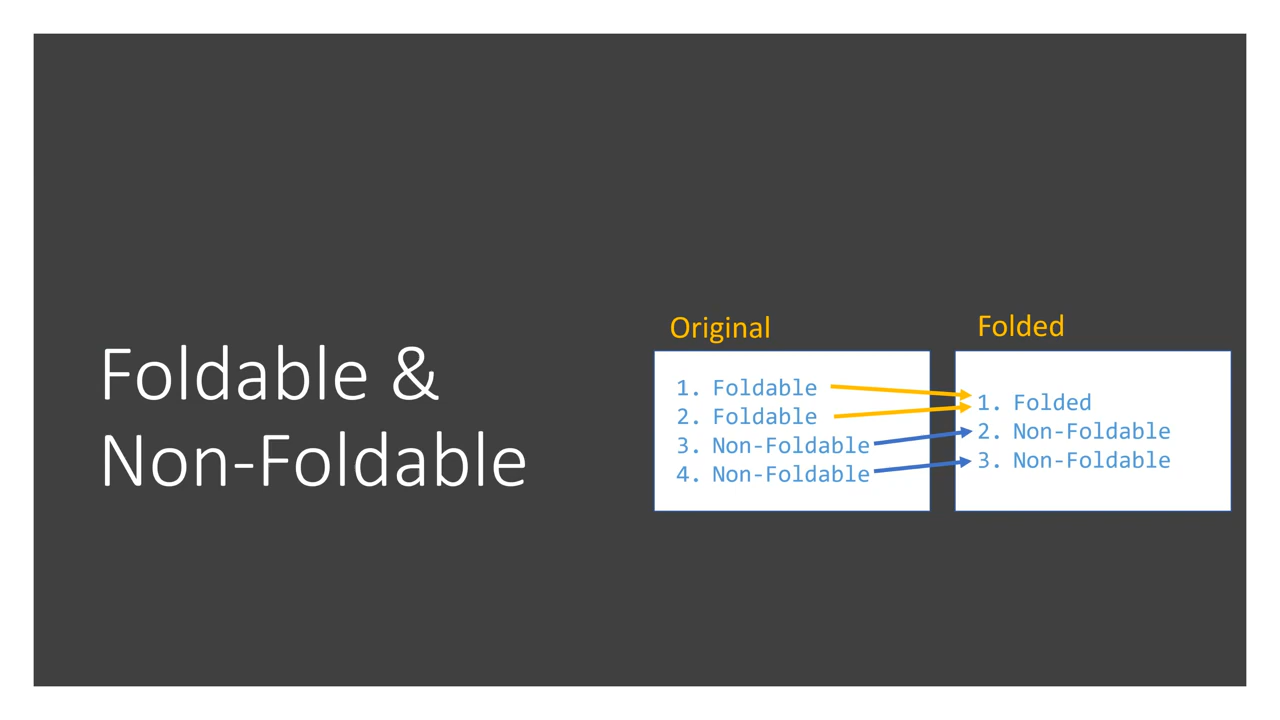 Foldable &
Non-Foldable
Original
1. Foldable
2. Foldable
3. Non-Foldable
4. Non-Foldable
Folded
1. Folded
2. Non-Foldable
3. Non-Foldable